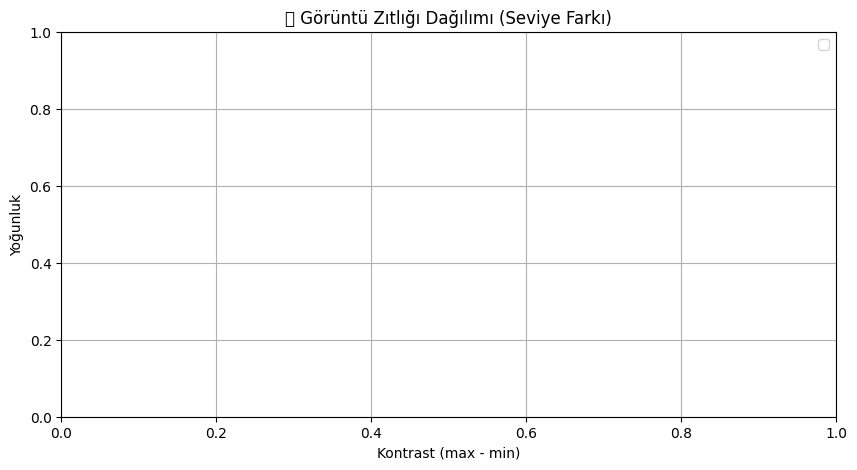 Görüntü Zıtlığı Dağılımı (Seviye Farkı)
1.0
0.8
0.6
0.4
0.2
0.0
Yoğunluk
0.0 0.2 0.4 0.6 0.8 1.0
Kontrast (max - min)